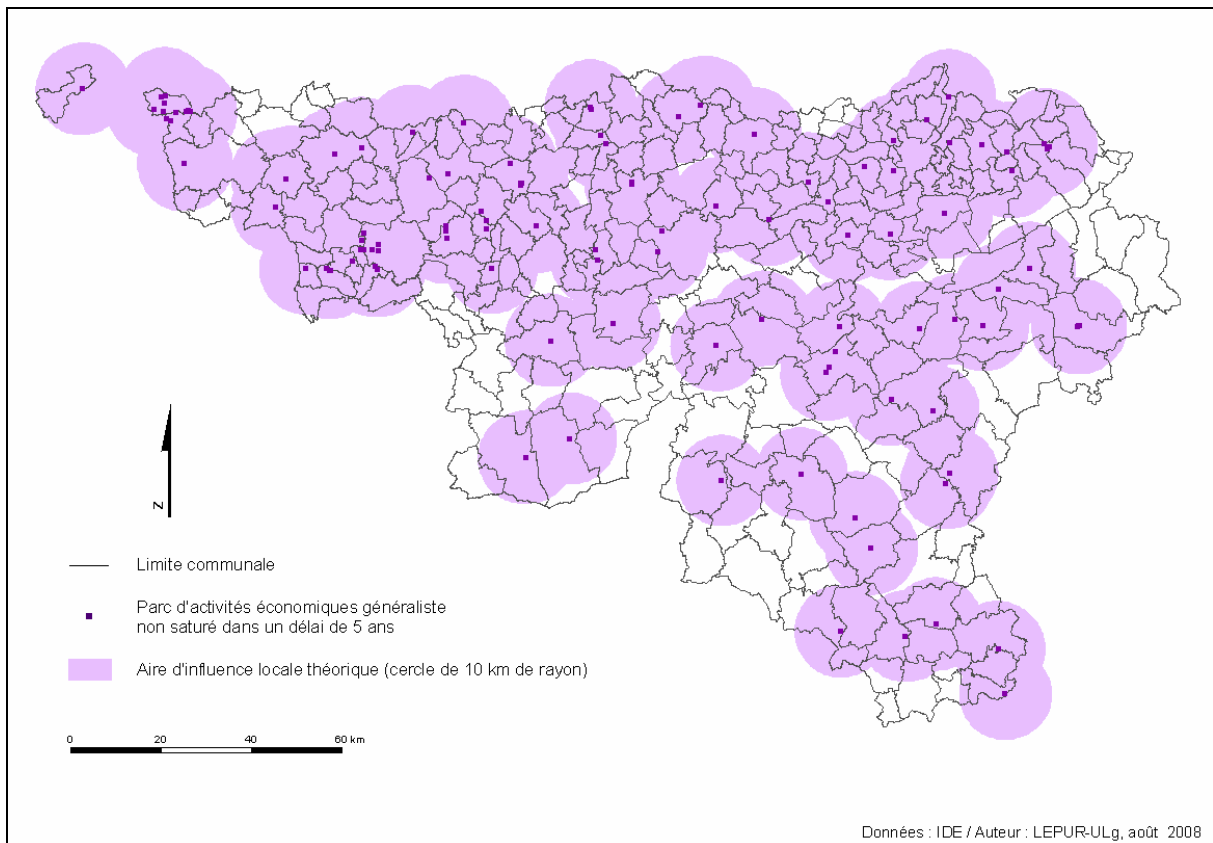 N
Limite communale
Parc d'activités économiques généraliste
non saturé dans un délai de 5 ans
Aire d'influence locale théorique (cercle de 10 km de rayon)
0 20 40 60 km
Données : IDE / Auteur : LEPUR-ULg, août 2008